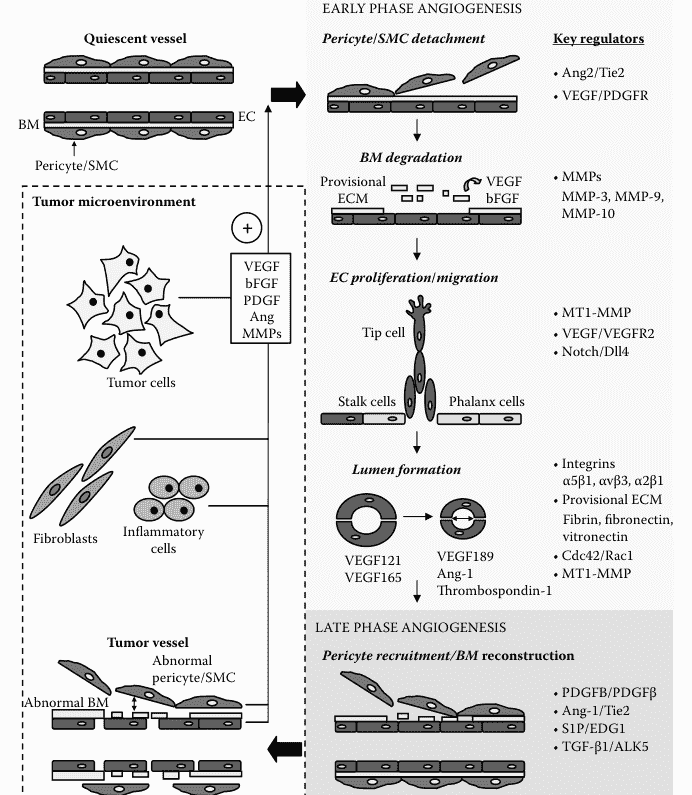 EARLY PHASE ANGIOGENESIS
Quiescent vessel
BM
EC
Pericyte/SMC
Tumor microenvironment
+
VEGF
bFGF
PDGF
Ang
MMPs
Tumor cells
Fibroblasts
Inflammatory
cells
Tumor vessel
Abnormal
pericyte/SMC
Abnormal BM
Pericyte/SMC detachment
Key regulators
• Ang2/Tie2
• VEGF/PDGFR
BM degradation
Provisional
ECM
VEGF
bFGF
• MMPs
MMP-3, MMP-9,
MMP-10
EC proliferation/migration
Tip cell
Stalk cells
Phalanx cells
• MT1-MMP
• VEGF/VEGFR2
• Notch/Dll4
Lumen formation
VEGF121
VEGF165
VEGF189
Ang-1
Thrombospondin-1
• Integrins
α5β1, αvβ3, α2β1
• Provisional ECM
Fibrin, fibronectin,
vitronectin
• Cdc42/Rac1
• MT1-MMP
LATE PHASE ANGIOGENESIS
Pericyte recruitment/BM reconstruction
• PDGFB/PDGFβ
• Ang-1/Tie2
• S1P/EDG1
• TGF-β1/ALK5